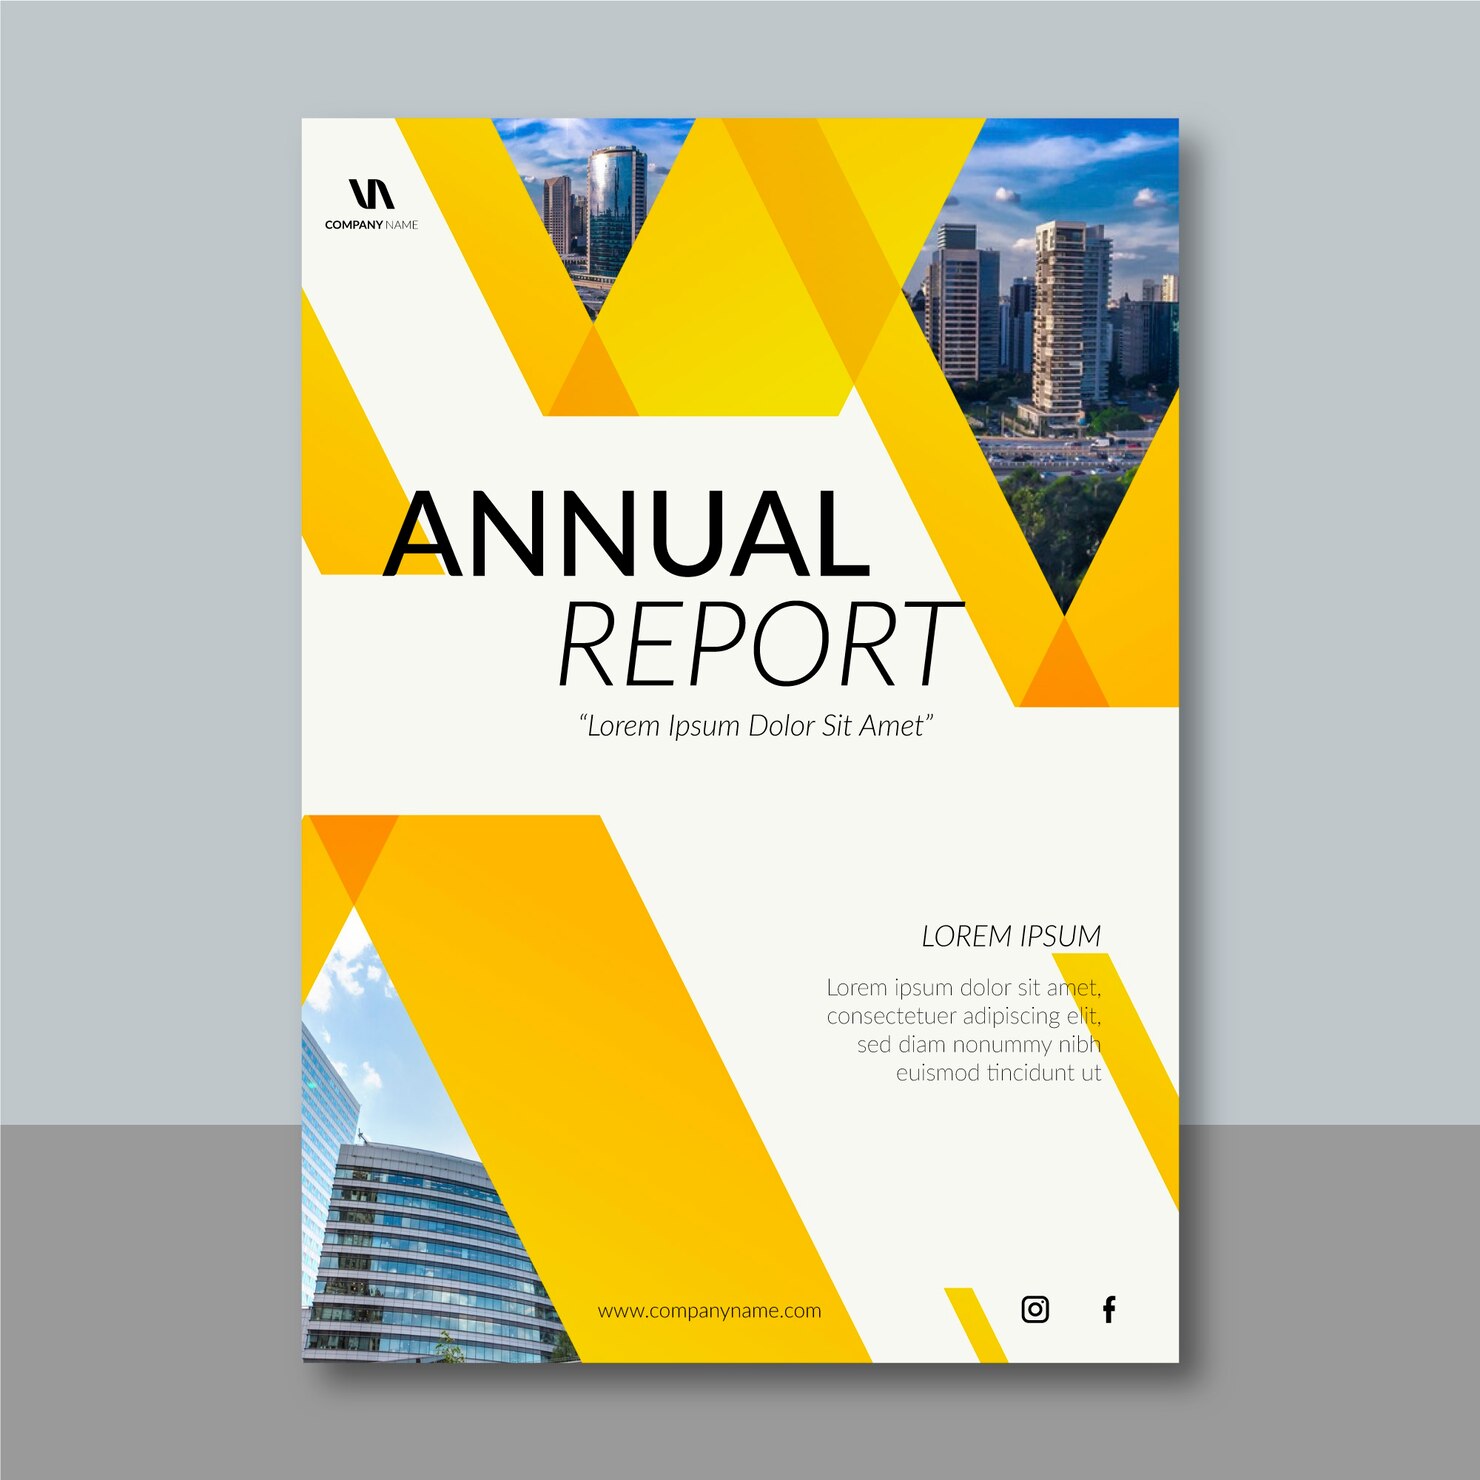 VA
COMPANY NAME
ANNUAL
REPORT
“Lorem Ipsum Dolor Sit Amet”
LOREM IPSUM
Lorem ipsum dolor sit amet,
consectetuer adipiscing elit,
sed diam nonummy nibh
euismod tincidunt ut
www.companyname.com